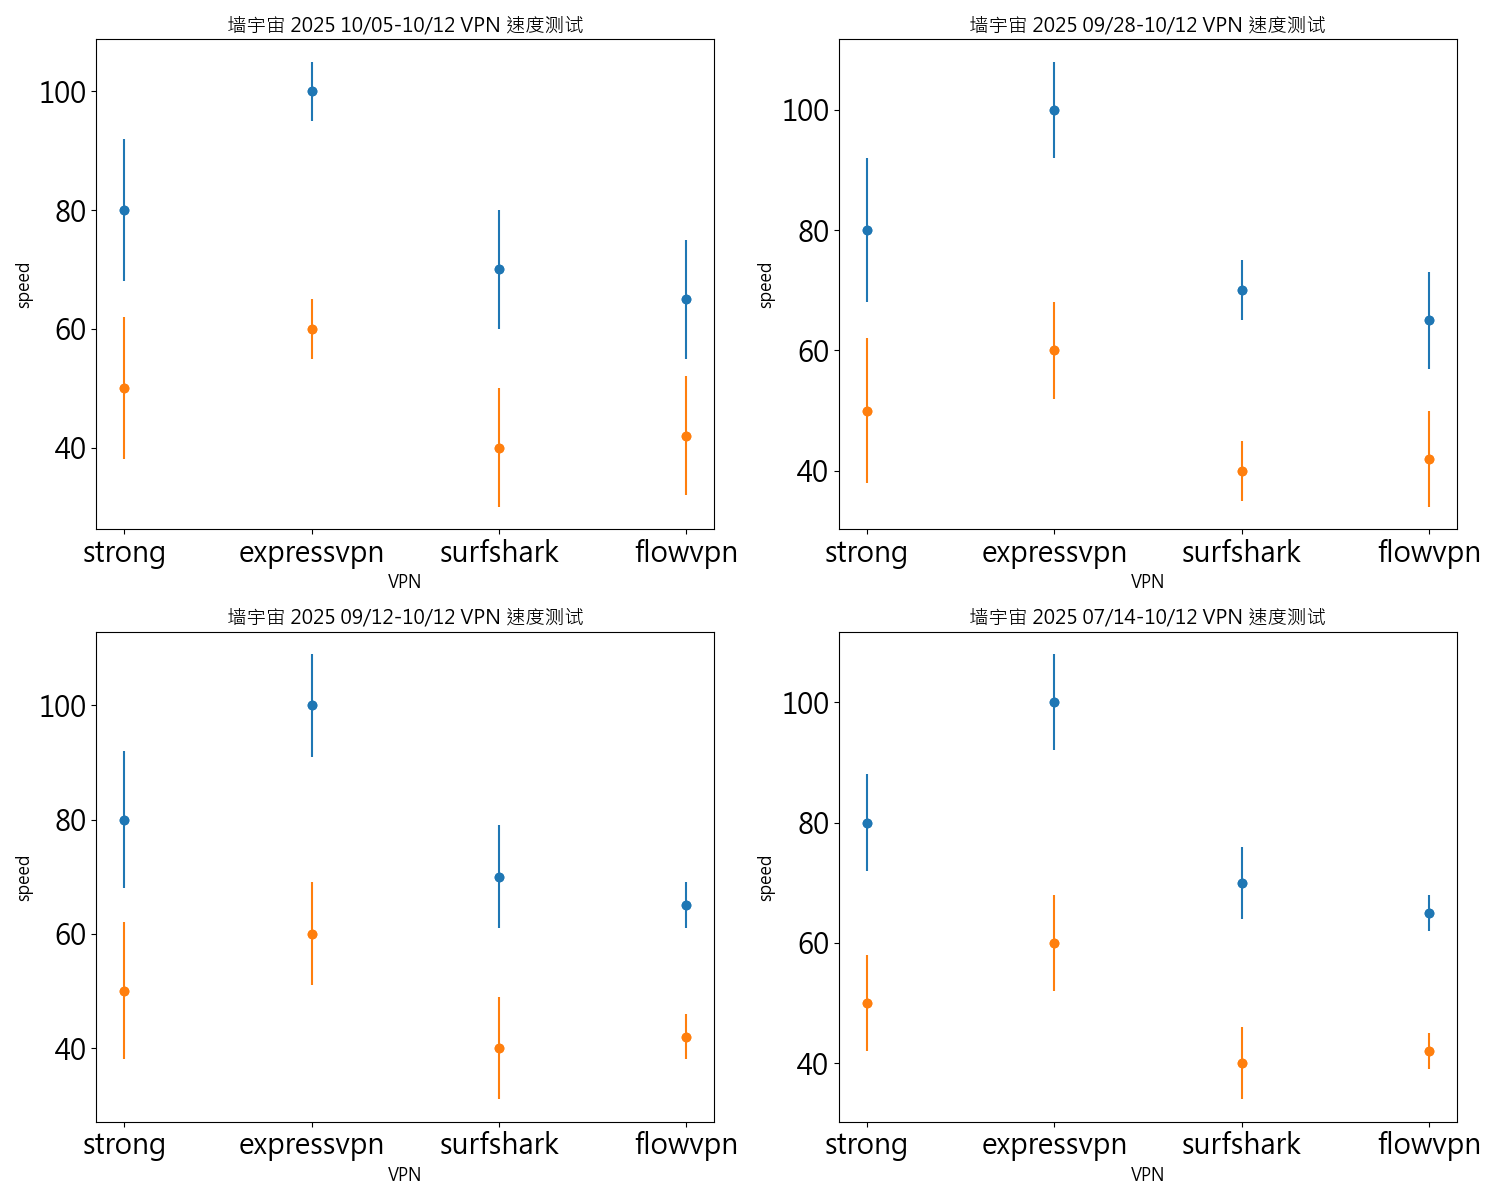 墙宇宙 2025 10/05-10/12 VPN 速度测试
100
80
60
40
speed
strong expressvpn surfshark flowvpn
VPN
墙宇宙 2025 09/28-10/12 VPN 速度测试
100
80
60
40
speed
strong expressvpn surfshark flowvpn
VPN
墙宇宙 2025 09/12-10/12 VPN 速度测试
100
80
60
40
speed
strong expressvpn surfshark flowvpn
VPN
墙宇宙 2025 07/14-10/12 VPN 速度测试
100
80
60
40
speed
strong expressvpn surfshark flowvpn
VPN